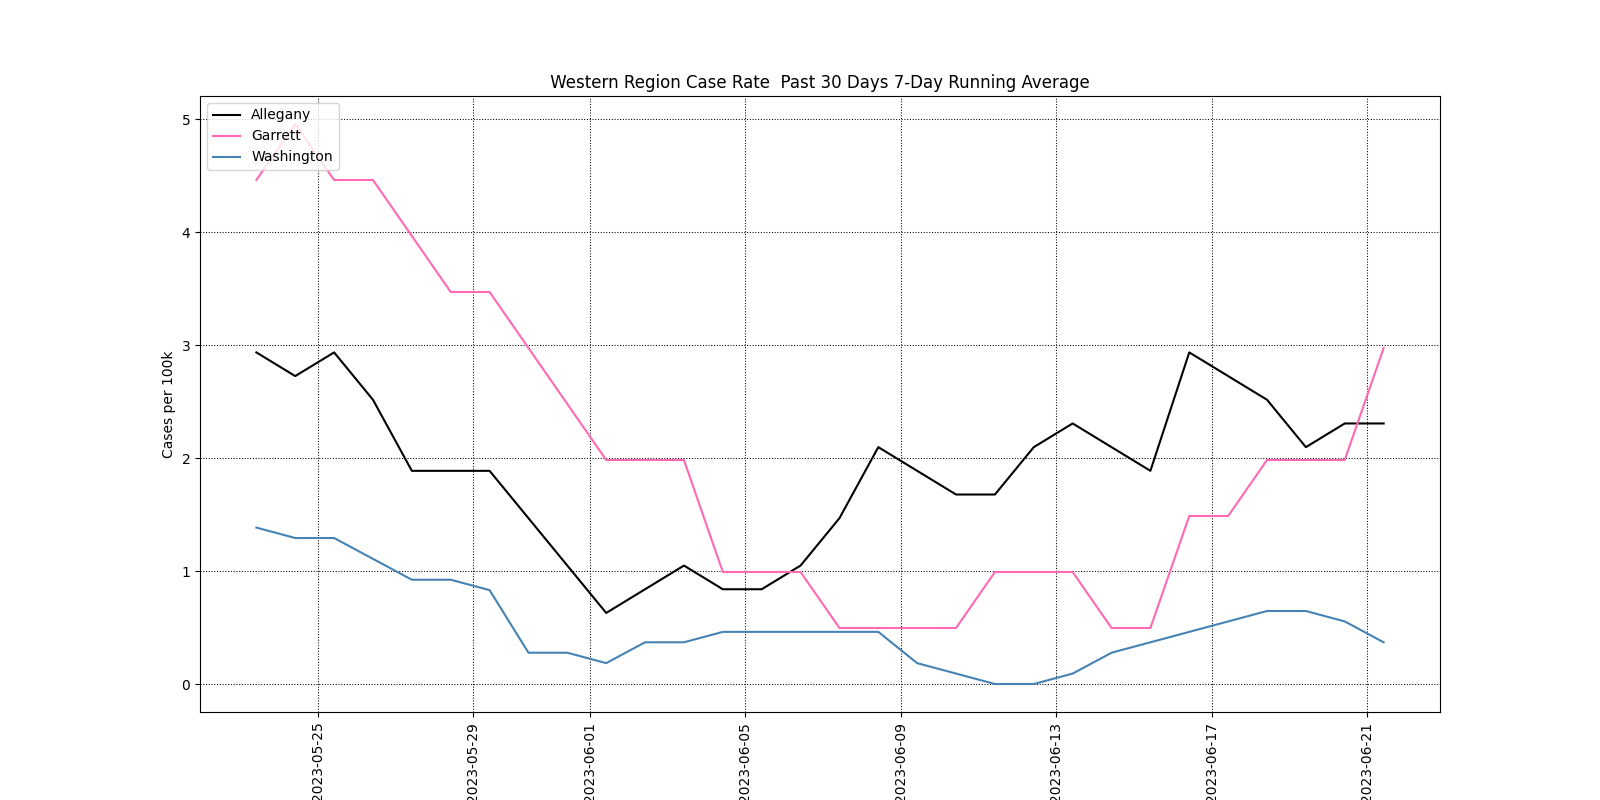 Western Region Case Rate  Past 30 Days 7-Day Running Average
Allegany
Garrett
Washington
Cases per 100k
5
4
3
2
1
0
2023-05-25
2023-05-29
2023-06-01
2023-06-05
2023-06-09
2023-06-13
2023-06-17
2023-06-21